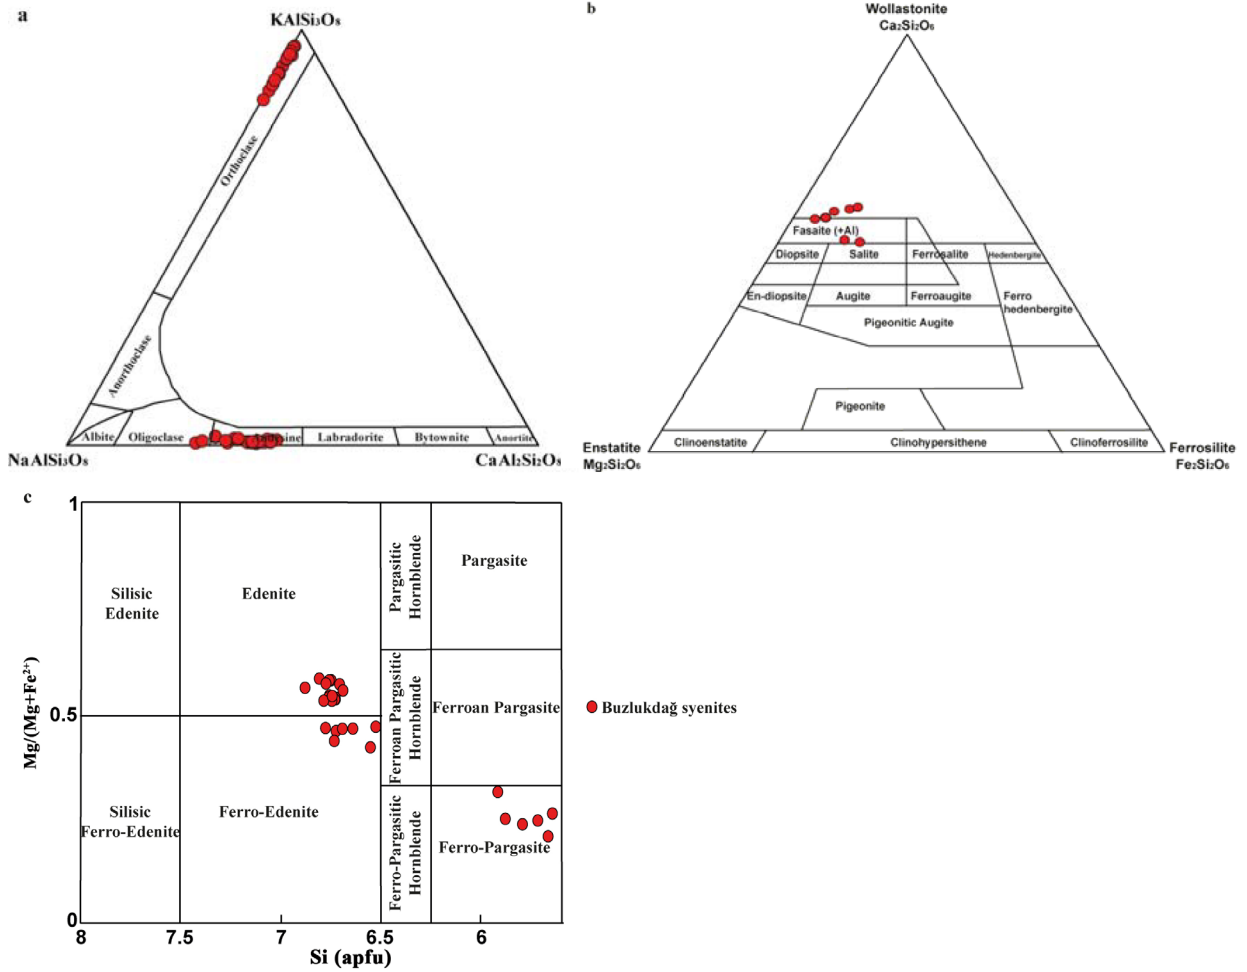 a
KAlSi₃O₈
Orthoclase
Anorthoclase
Albite
Oligoclase
Labradorite
Bytownite
Anortite
NaAlSi₃O₈
CaAl₂Si₂O₈
b
Wollastonite
Ca₂Si₂O₆
Fasaite (+Al)
Diopsite
Salite
Ferrosalite
Hedenbergite
En-diopsite
Augite
Ferroaugite
Ferro
hedenbergite
Pigeonitic Augite
Pigeonite
Clinoenstatite
Clinohypersithene
Clinoferrosilite
Enstatite
Mg₂Si₂O₆
Ferrosilite
Fe₂Si₂O₆
c
1
0.5
0
Mg/(Mg+Fe²⁺)
Silisic
Edenite
Edenite
Pargasitic
Hornblende
Pargasite
Ferroan Pargasitic
Hornblende
Ferroan Pargasite
Silisic
Ferro-Edenite
Ferro-Edenite
Ferro-Pargasitic
Hornblende
Ferro-Pargasite
8
7.5
7
6.5
6
Si (apfu)
Buzlukdağ syenites